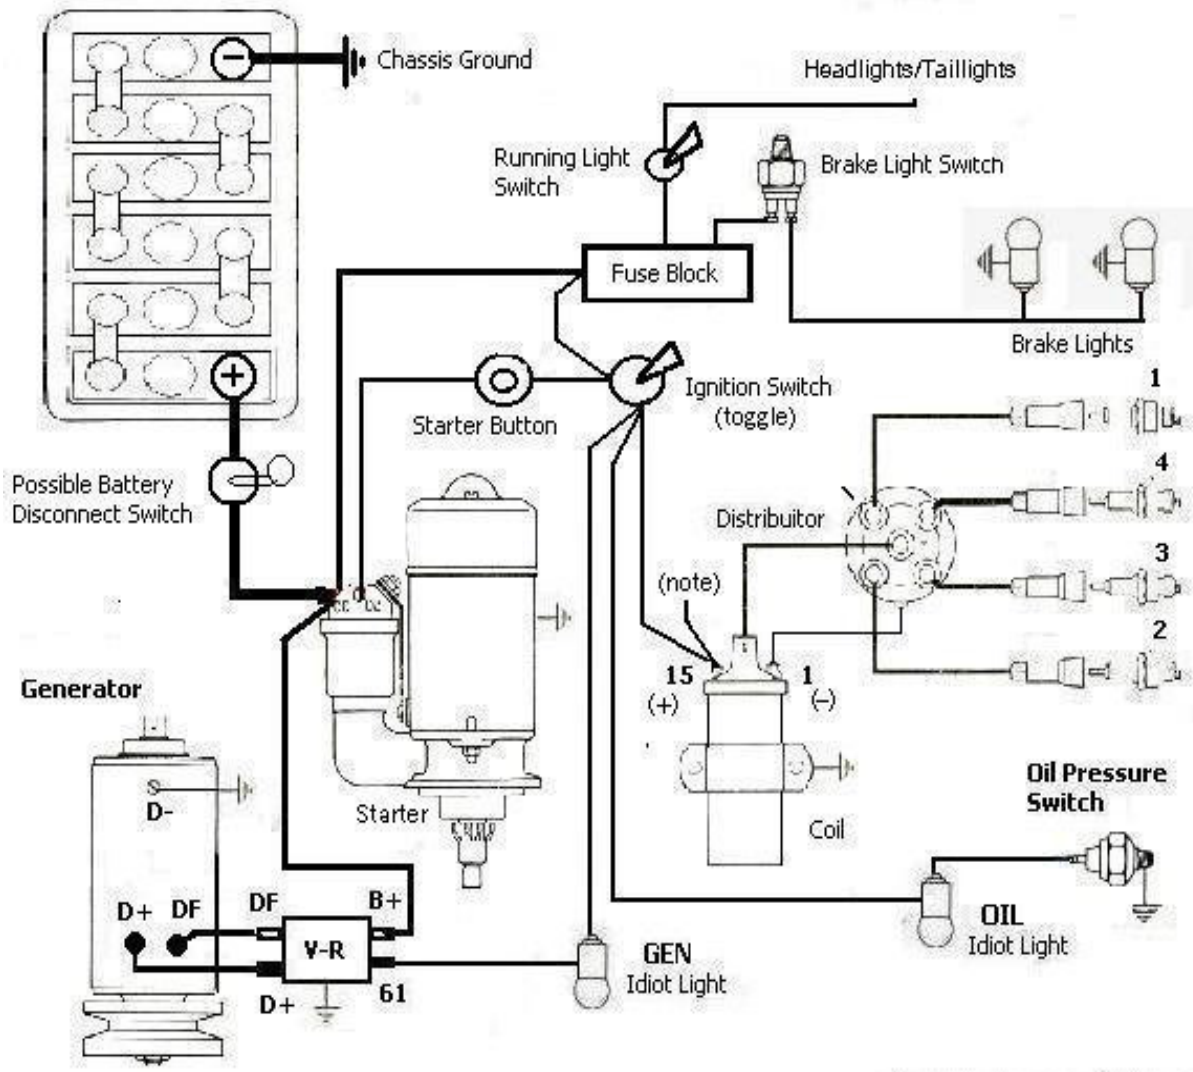 −
Chassis Ground
Headlights/Taillights
Running Light
Switch
Brake Light Switch
Fuse Block
Brake Lights
+
Ignition Switch
(toggle)
Starter Button
1
Possible Battery
Disconnect Switch
4
Distribuitor
3
(note)
2
15
(+)
1
(–)
Generator
Oil Pressure
Switch
D-
Starter
Coil
D+
DF
DF
B+
V-R
D+
61
GEN
Idiot Light
OIL
Idiot Light